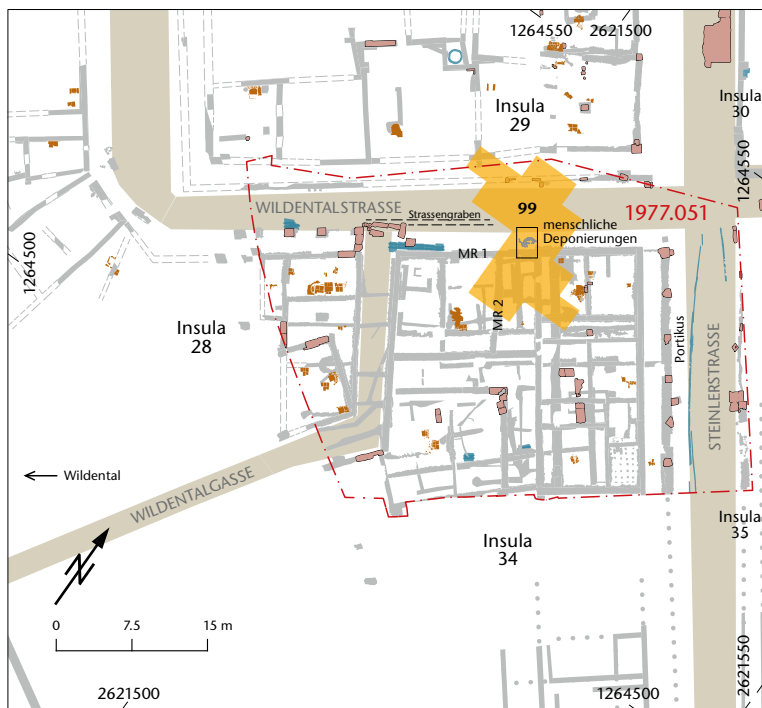 1264550
2621500
Insula
29
Insula
30
1264550
WILDENTALSTRASSE
99
1977.051
Strassengraben
menschliche
Deponierungen
1264500
MR 1
MR 2
Insula
28
Portikus
STEINLERSTRASSE
Wildental
WILDENTALGASSE
Insula
34
Insula
35
N
0
7.5
15 m
2621500
1264500
2621550